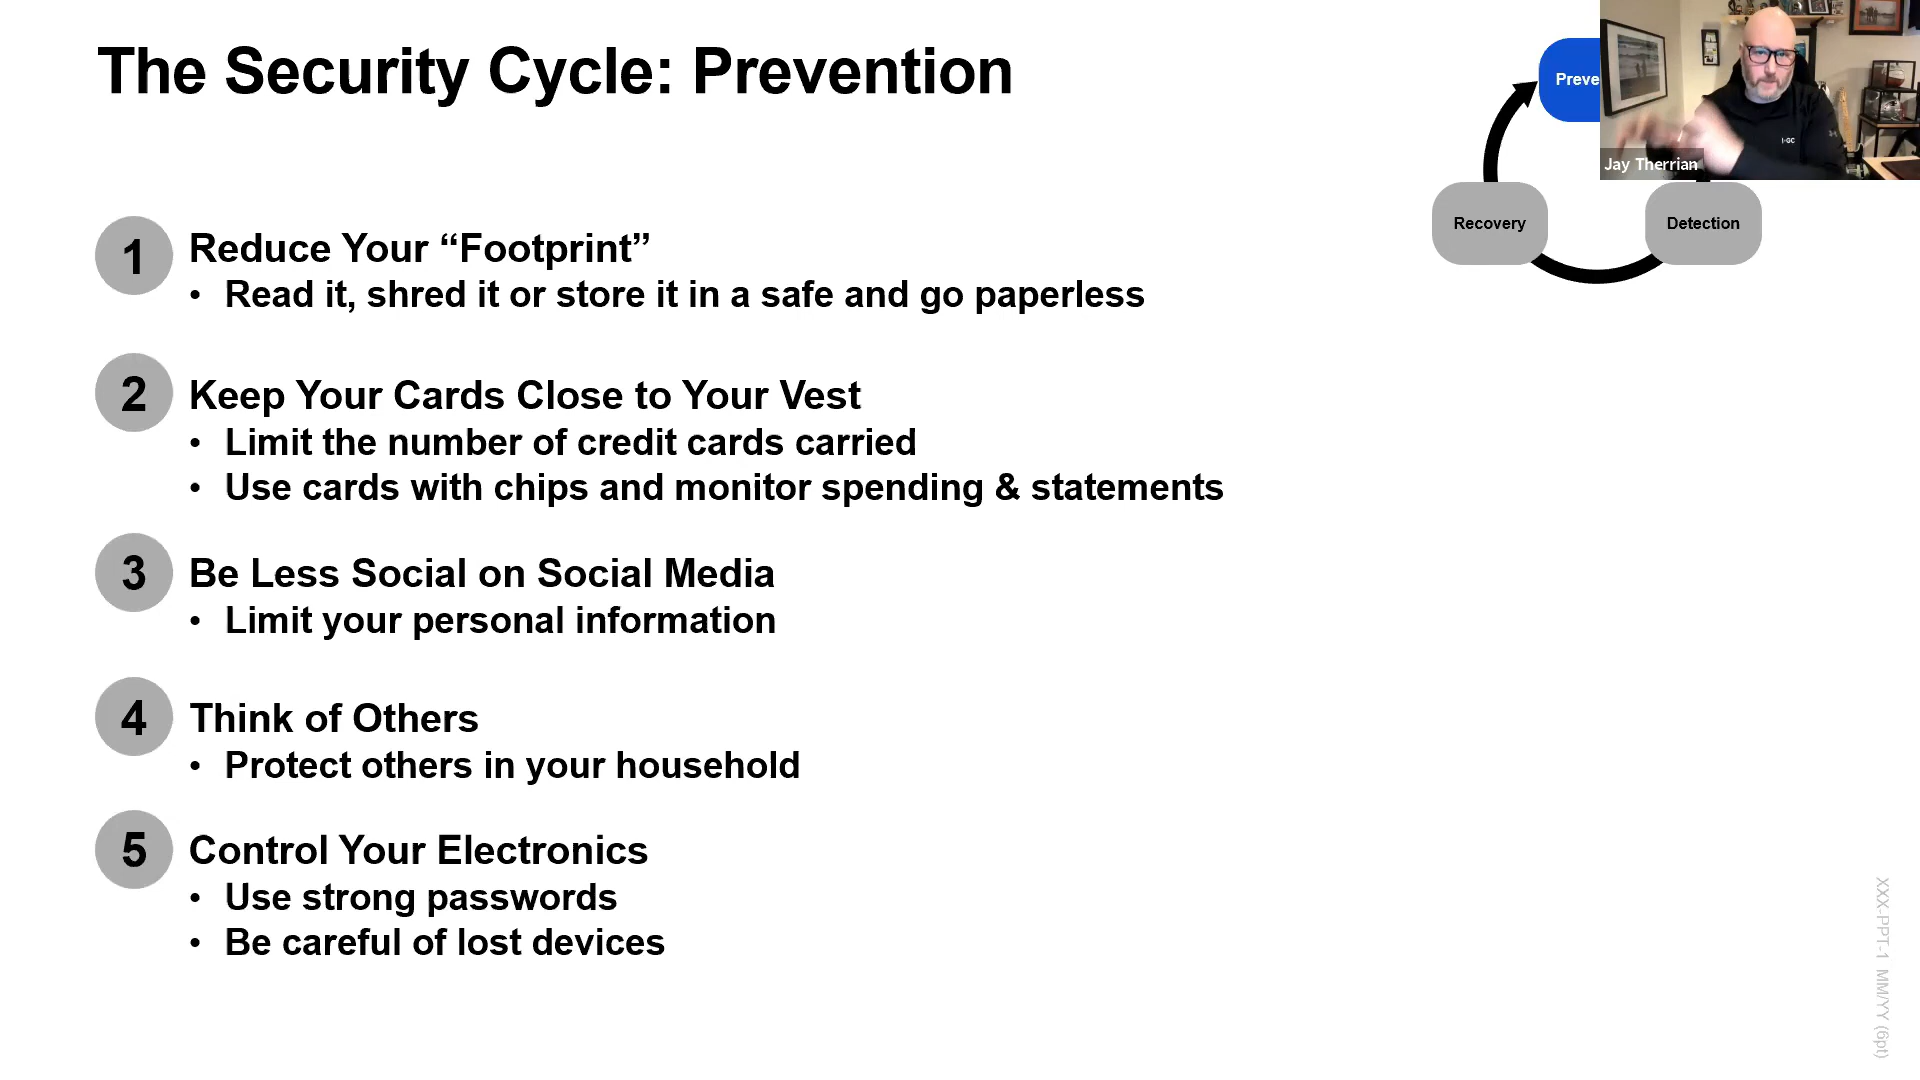 The Security Cycle: Prevention
Preve
Jay Therrian
Recovery
Detection
1
Reduce Your “Footprint”
• Read it, shred it or store it in a safe and go paperless
2
Keep Your Cards Close to Your Vest
• Limit the number of credit cards carried
• Use cards with chips and monitor spending & statements
3
Be Less Social on Social Media
• Limit your personal information
4
Think of Others
• Protect others in your household
5
Control Your Electronics
• Use strong passwords
• Be careful of lost devices
XXX-PPT-1 MM/YY (6pt)